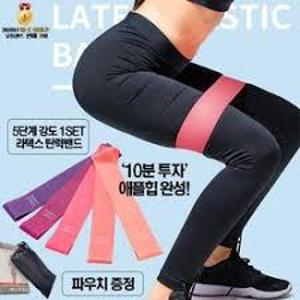 LATEX ELASTIC
BA
5단계 강도 1SET
라텍스 탄력밴드
'10분 투자'
애플힙 완성!
파우치 증정